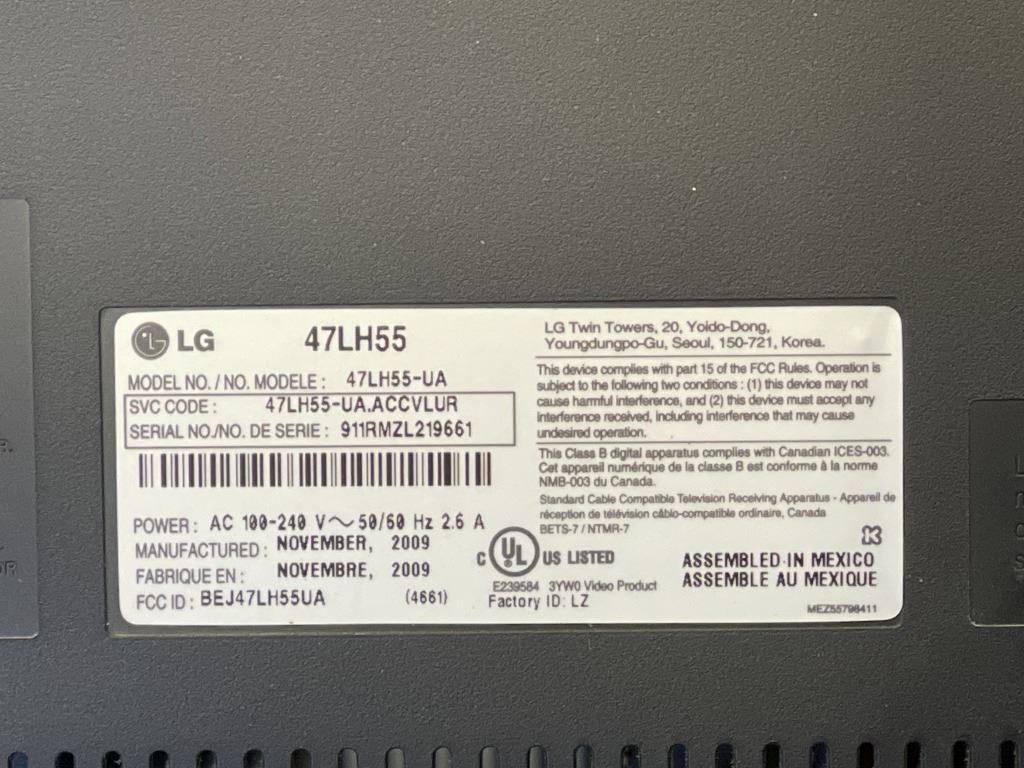 LG 47LH55
MODEL NO. / NO. MODELE : 47LH55-UA
SVC CODE : 47LH55-UA.ACCVLUR
SERIAL NO./NO. DE SERIE : 911RMZL219661
POWER : AC 100-240 V～50/60 Hz 2.6 A
MANUFACTURED : NOVEMBER, 2009
FABRIQUE EN : NOVEMBRE, 2009
FCC ID : BEJ47LH55UA (4661)
LG Twin Towers, 20, Yoido-Dong,
Youngdungpo-Gu, Seoul, 150-721, Korea.
This device complies with part 15 of the FCC Rules. Operation is
subject to the following two conditions : (1) this device may not
cause harmful interference, and (2) this device must accept any
interference received, including interference that may cause
undesired operation.
This Class B digital apparatus complies with Canadian ICES-003.
Cet appareil numérique de la classe B est conforme à la norme
NMB-003 du Canada.
Standard Cable Compatible Television Receiving Apparatus - Appareil de
réception de télévision câblo-compatible ordinaire, Canada
BETS-7 / NTMR-7
C UL US LISTED
E239584 3YW0 Video Product
Factory ID: LZ
ASSEMBLED IN MEXICO
ASSEMBLE AU MEXIQUE
MEZ55798411